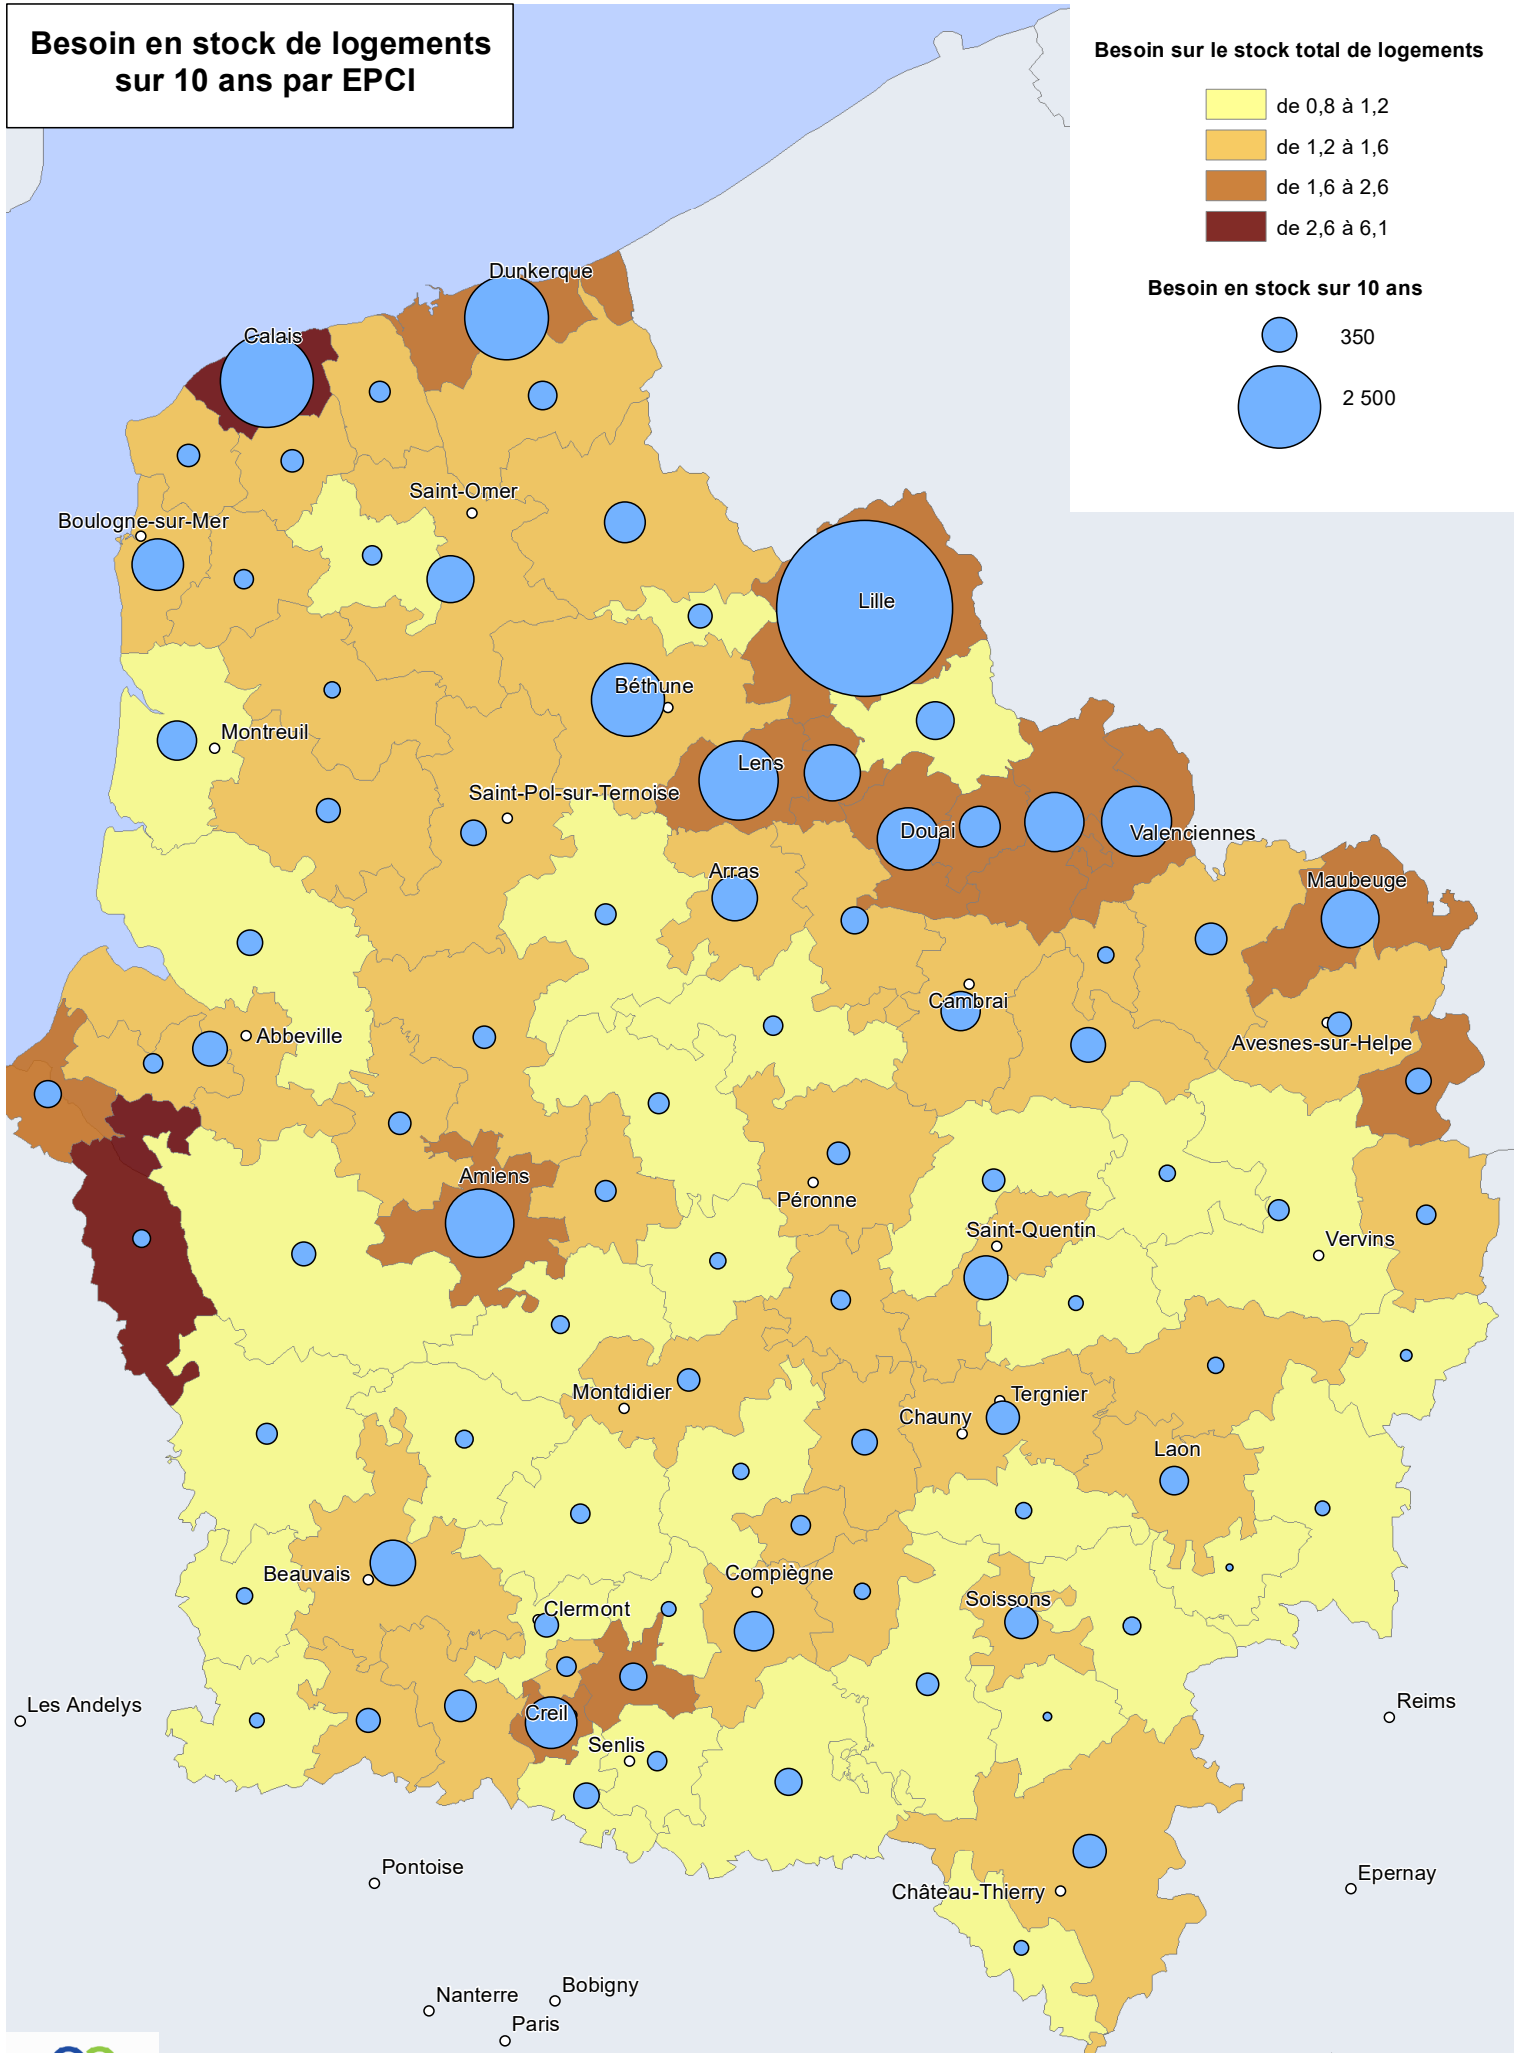 Besoin en stock de logements
sur 10 ans par EPCI
Besoin sur le stock total de logements
de 0,8 à 1,2
de 1,2 à 1,6
de 1,6 à 2,6
de 2,6 à 6,1
Besoin en stock sur 10 ans
350
2 500
Dunkerque
Calais
Saint-Omer
Boulogne-sur-Mer
Lille
Béthune
Montreuil
Lens
Saint-Pol-sur-Ternoise
Douai
Valenciennes
Arras
Maubeuge
Cambrai
Abbeville
Avesnes-sur-Helpe
Amiens
Péronne
Saint-Quentin
Vervins
Montdidier
Tergnier
Chauny
Laon
Beauvais
Compiègne
Clermont
Soissons
Les Andelys
Creil
Reims
Senlis
Pontoise
Château-Thierry
Epernay
Nanterre
Bobigny
Paris